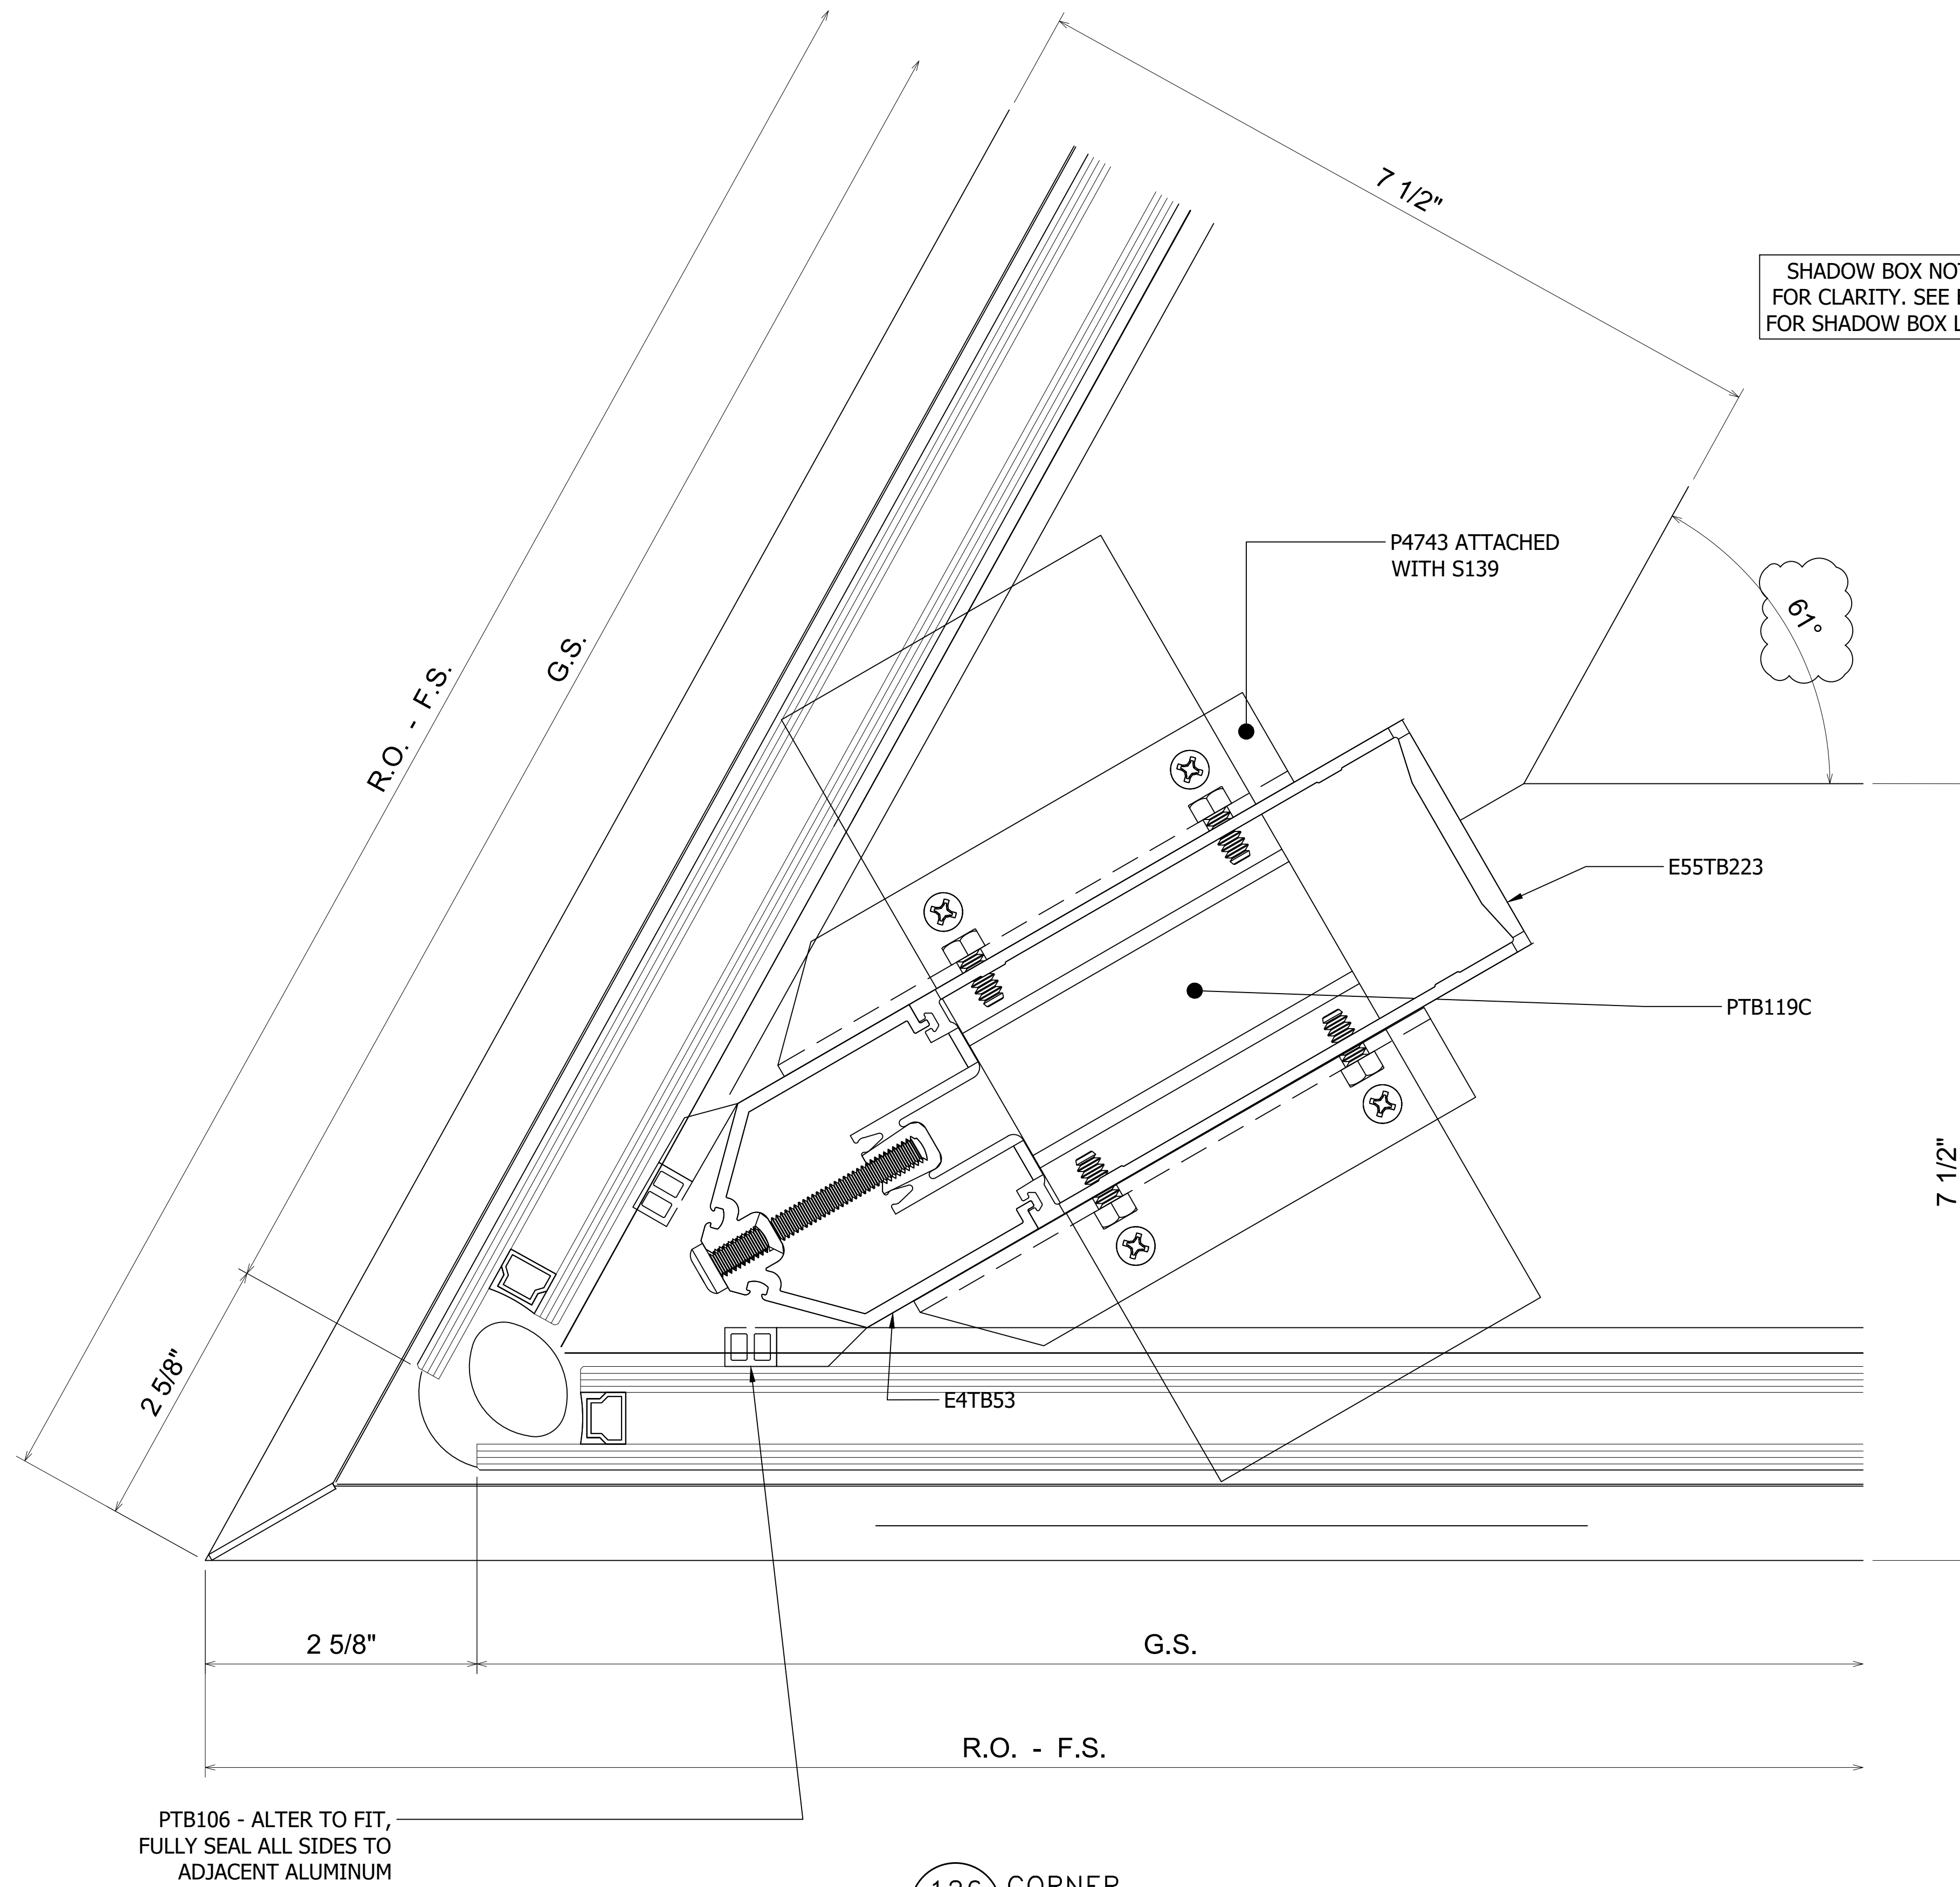 7 1/2"
SHADOW BOX
FOR CLARITY. SEE
FOR SHADOW BOX
P4743 ATTACHED
WITH S139
61°
R.O. - F.S.
G.S.
E55TB223
PTB119C
7 1/2"
2 5/8"
E4TB53
2 5/8"
G.S.
R.O. - F.S.
PTB106 - ALTER TO FIT,
FULLY SEAL ALL SIDES TO
ADJACENT ALUMINUM
CORNER